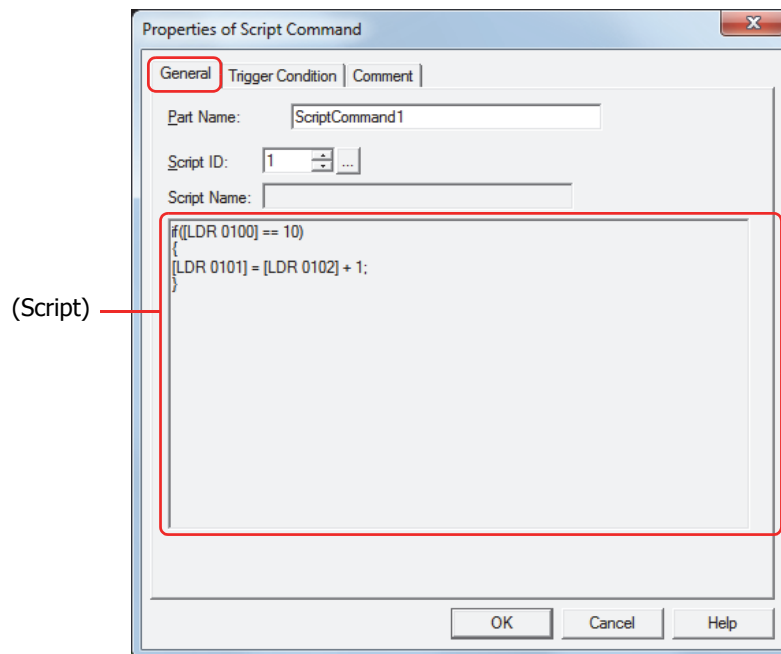 Properties of Script Command
General Trigger Condition Comment
Part Name: ScriptCommand1
Script ID: 1 ...
Script Name:
if([LDR 0100] == 10)
{
[LDR 0101] = [LDR 0102] + 1;
}
(Script)
OK Cancel Help